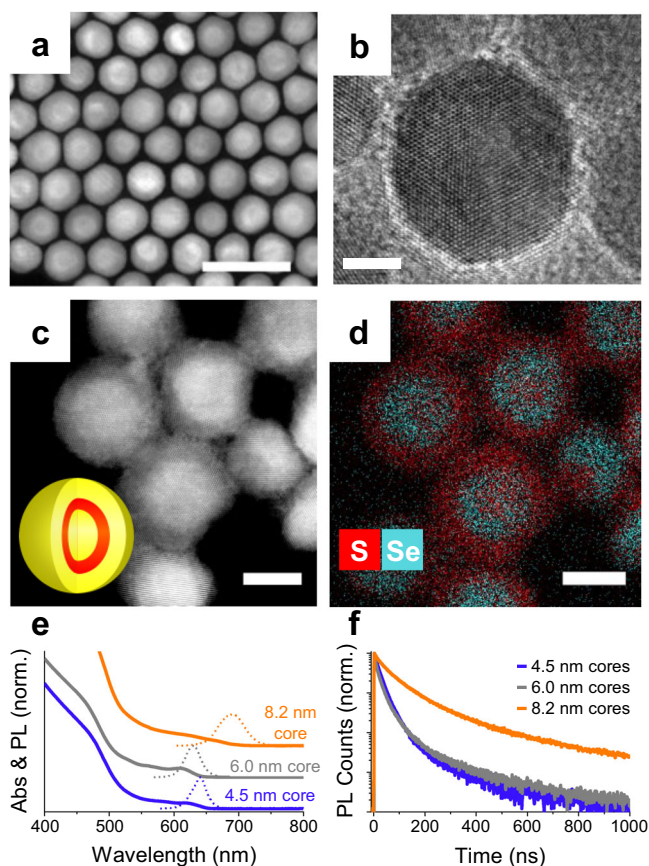 a
b
c
d
S Se
e
f
Abs & PL (norm.)
8.2 nm
core
6.0 nm core
4.5 nm core
400 500 600 700 800
Wavelength (nm)
PL Counts (norm.)
4.5 nm cores
6.0 nm cores
8.2 nm cores
0 200 400 600 800 1000
Time (ns)